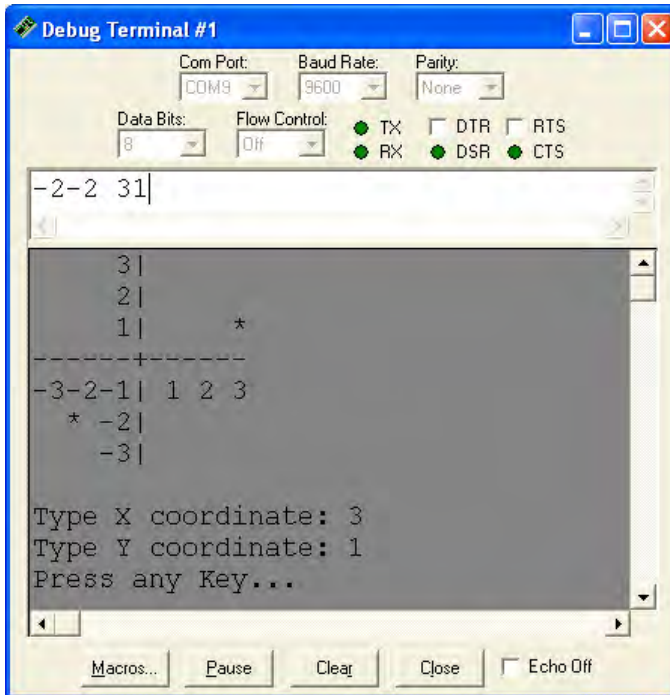 Debug Terminal #1
Com Port: Baud Rate: Parity:
COM9 9600 None
Data Bits: Flow Control: TX DTR RTS
8 Off RX DSR CTS
-2-2 31
3|
2|
1|     *
------+------
-3-2-1| 1 2 3
* -2|
-3|
Type X coordinate: 3
Type Y coordinate: 1
Press any Key...
Macros... Pause Clear Close Echo Off